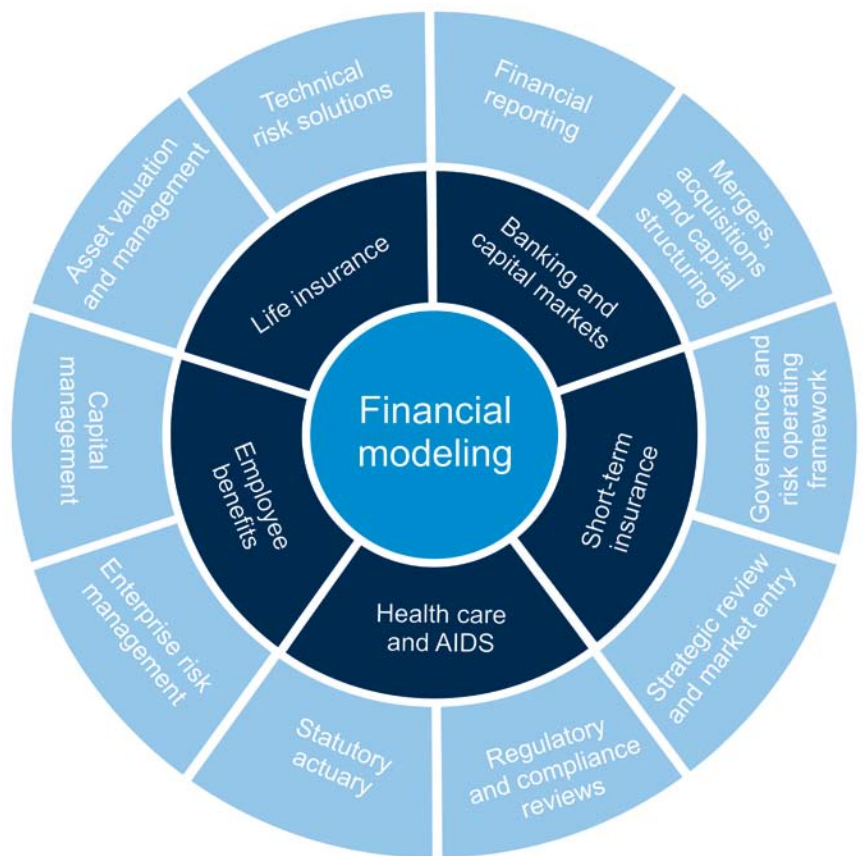 Financial
modeling
Banking and
capital markets
Short-term
insurance
Health care
and AIDS
Employee
benefits
Life insurance
Financial
reporting
Mergers,
acquisitions
and capital
structuring
Governance and
risk operating
framework
Strategic review
and market entry
Regulatory
and compliance
reviews
Statutory
actuary
Enterprise risk
management
Capital
management
Asset valuation
and management
Technical
risk solutions